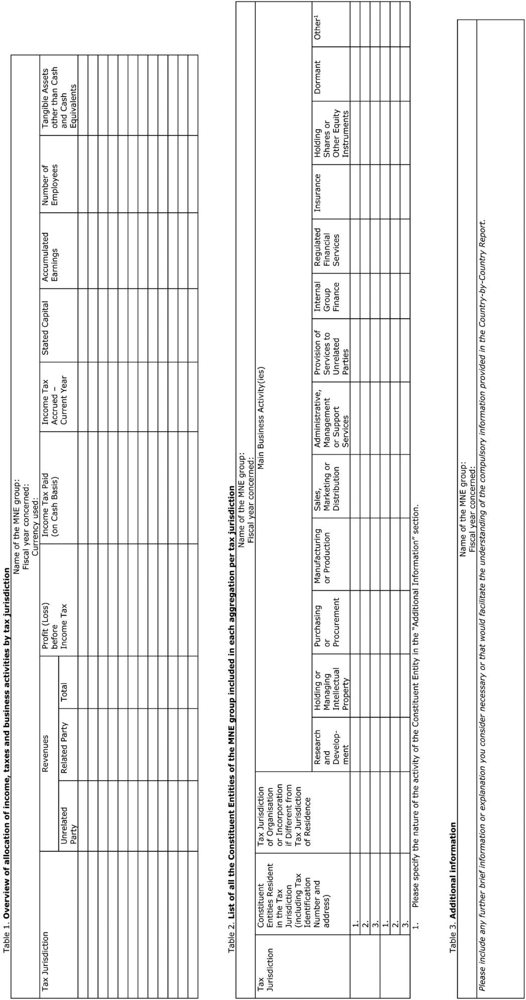 Table 1. Overview of allocation of income, taxes and business activities by tax jurisdiction
Name of the MNE group:
Fiscal year concerned:
Currency used:
Tax Jurisdiction
Revenues
Unrelated
Party
Related Party
Total
Profit (Loss)
before
Income Tax
Income Tax Paid
(on Cash Basis)
Income Tax
Accrued –
Current Year
Stated Capital
Accumulated
Earnings
Number of
Employees
Tangible Assets
other than Cash
and Cash
Equivalents
Table 2. List of all the Constituent Entities of the MNE group included in each aggregation per tax jurisdiction
Name of the MNE group:
Fiscal year concerned:
Tax
Jurisdiction
Constituent
Entities Resident
in the Tax
Jurisdiction
(including Tax
Identification
Number and
address)
Tax Jurisdiction
of Organisation
or Incorporation
if Different from
Tax Jurisdiction
of Residence
Main Business Activity(ies)
Research
and
Develop-
ment
Holding or
Managing
Intellectual
Property
Purchasing
or
Procurement
Manufacturing
or Production
Sales,
Marketing or
Distribution
Administrative,
Management
or Support
Services
Provision of
Services to
Unrelated
Parties
Internal
Group
Finance
Regulated
Financial
Services
Insurance
Holding
Shares or
Other Equity
Instruments
Dormant
Other¹
1.
2.
3.
1.
2.
3.
1. Please specify the nature of the activity of the Constituent Entity in the “Additional Information” section.
Table 3. Additional information
Name of the MNE group:
Fiscal year concerned:
Please include any further brief information or explanation you consider necessary or that would facilitate the understanding of the compulsory information provided in the Country-by-Country Report.